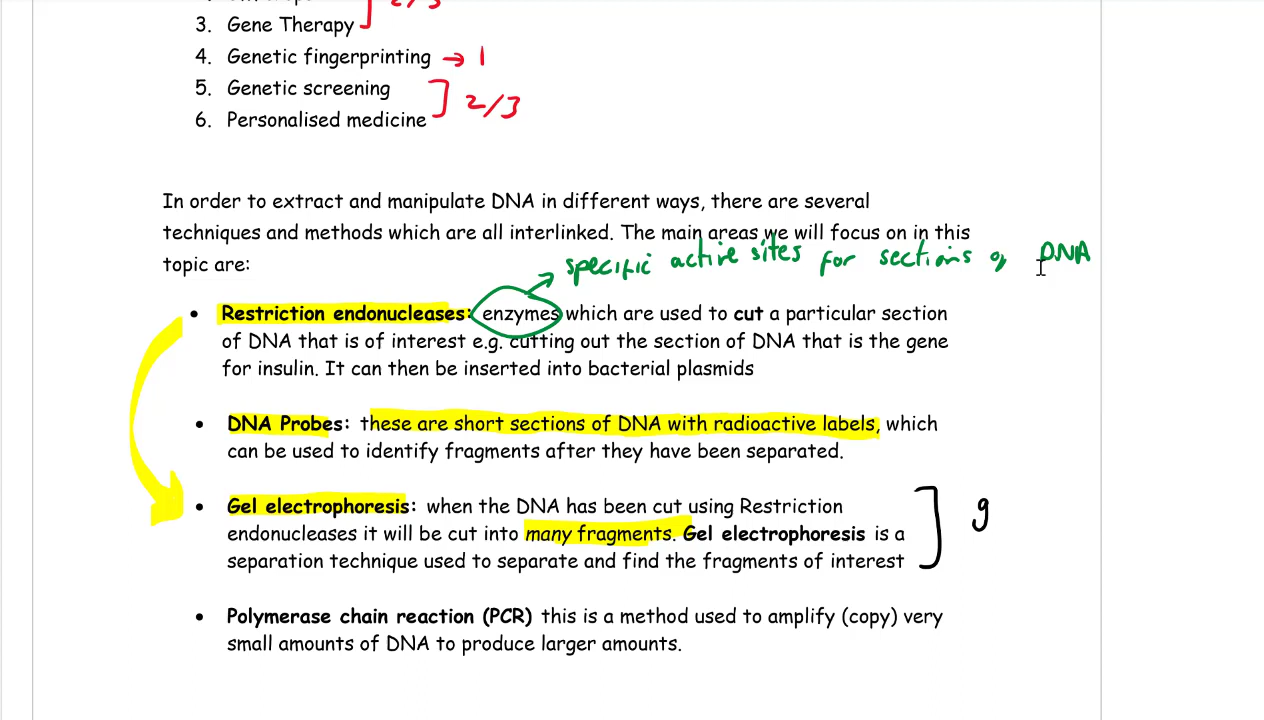 2/3
3. Gene Therapy
4. Genetic fingerprinting → 1
5. Genetic screening
2/3
6. Personalised medicine
In order to extract and manipulate DNA in different ways, there are several
techniques and methods which are all interlinked. The main areas we will focus on in this
topic are:
specific active sites for sections of DNA
• Restriction endonucleases: enzymes which are used to cut a particular section
of DNA that is of interest e.g. cutting out the section of DNA that is the gene
for insulin. It can then be inserted into bacterial plasmids
• DNA Probes: these are short sections of DNA with radioactive labels, which
can be used to identify fragments after they have been separated.
• Gel electrophoresis: when the DNA has been cut using Restriction
endonucleases it will be cut into many fragments. Gel electrophoresis is a
separation technique used to separate and find the fragments of interest
g
• Polymerase chain reaction (PCR) this is a method used to amplify (copy) very
small amounts of DNA to produce larger amounts.